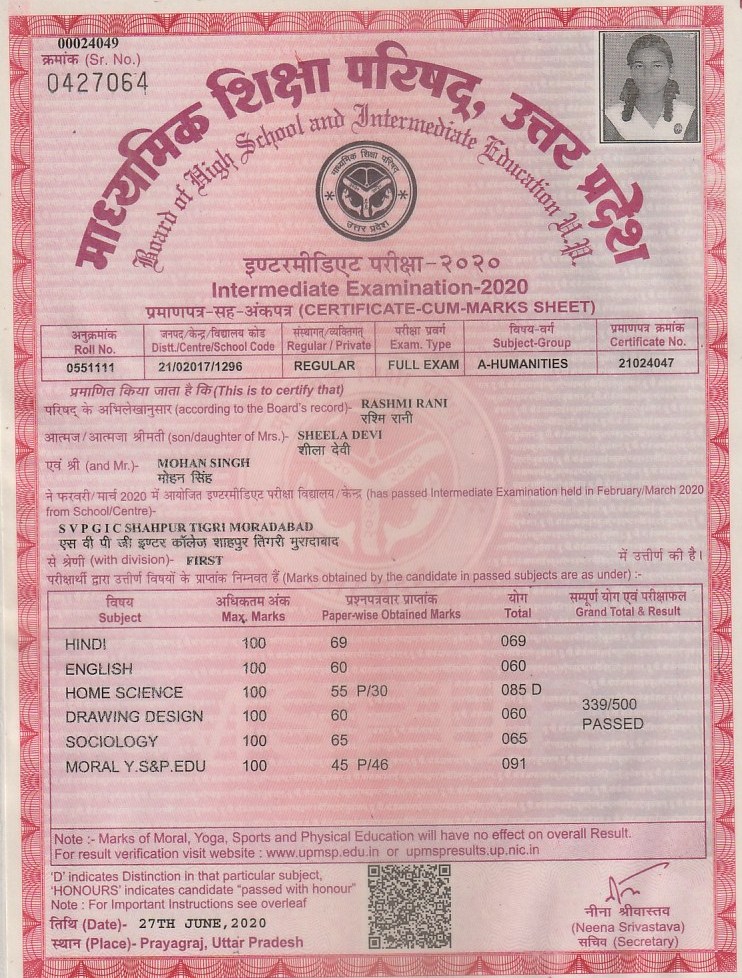 00024049
क्रमांक (Sr. No.)
0427064
माध्यमिक शिक्षा परिषद्, उत्तर प्रदेश
Board of High School and Intermediate Education U.P.
माध्यमिक शिक्षा परिषद
उत्तर प्रदेश
इण्टरमीडिएट परीक्षा-२०२०
Intermediate Examination-2020
प्रमाणपत्र-सह-अंकपत्र (CERTIFICATE-CUM-MARKS SHEET)
अनुक्रमांक जनपद/केन्द्र/विद्यालय कोड संस्थागत/व्यक्तिगत परीक्षा प्रवर्ग विषय-वर्ग प्रमाणपत्र क्रमांक
Roll No. Distt./Centre/School Code Regular / Private Exam. Type Subject-Group Certificate No.
0551111 21/02017/1296 REGULAR FULL EXAM A-HUMANITIES 21024047
प्रमाणित किया जाता है कि(This is to certify that)
परिषद् के अभिलेखानुसार (according to the Board's record)- RASHMI RANI
रश्मि रानी
आत्मज/आत्मजा श्रीमती (son/daughter of Mrs.)- SHEELA DEVI
शीला देवी
एवं श्री (and Mr.)- MOHAN SINGH
मोहन सिंह
ने फरवरी/मार्च 2020 में आयोजित इण्टरमीडिएट परीक्षा विद्यालय/केन्द्र (has passed Intermediate Examination held in February/March 2020
from School/Centre)-
S V P G I C SHAHPUR TIGRI MORADABAD
एस वी पी जी इण्टर कॉलेज शाहपुर तिगरी मुरादाबाद
से श्रेणी (with division)- FIRST में उत्तीर्ण की है।
परीक्षार्थी द्वारा उत्तीर्ण विषयों के प्राप्तांक निम्नवत हैं (Marks obtained by the candidate in passed subjects are as under) :-
विषय अधिकतम अंक प्रश्नपत्रवार प्राप्तांक योग सम्पूर्ण योग एवं परीक्षाफल
Subject Max. Marks Paper-wise Obtained Marks Total Grand Total & Result
HINDI 100 69 069
ENGLISH 100 60 060
HOME SCIENCE 100 55 P/30 085 D
339/500
DRAWING DESIGN 100 60 060
PASSED
SOCIOLOGY 100 65 065
MORAL Y.S&P.EDU 100 45 P/46 091
Note :- Marks of Moral, Yoga, Sports and Physical Education will have no effect on overall Result.
For result verification visit website : www.upmsp.edu.in or upmspresults.up.nic.in
'D' indicates Distinction in that particular subject,
'HONOURS' indicates candidate "passed with honour"
Note : For Important Instructions see overleaf
तिथि (Date)- 27TH JUNE,2020
स्थान (Place)- Prayagraj, Uttar Pradesh
नीना श्रीवास्तव
(Neena Srivastava)
सचिव (Secretary)